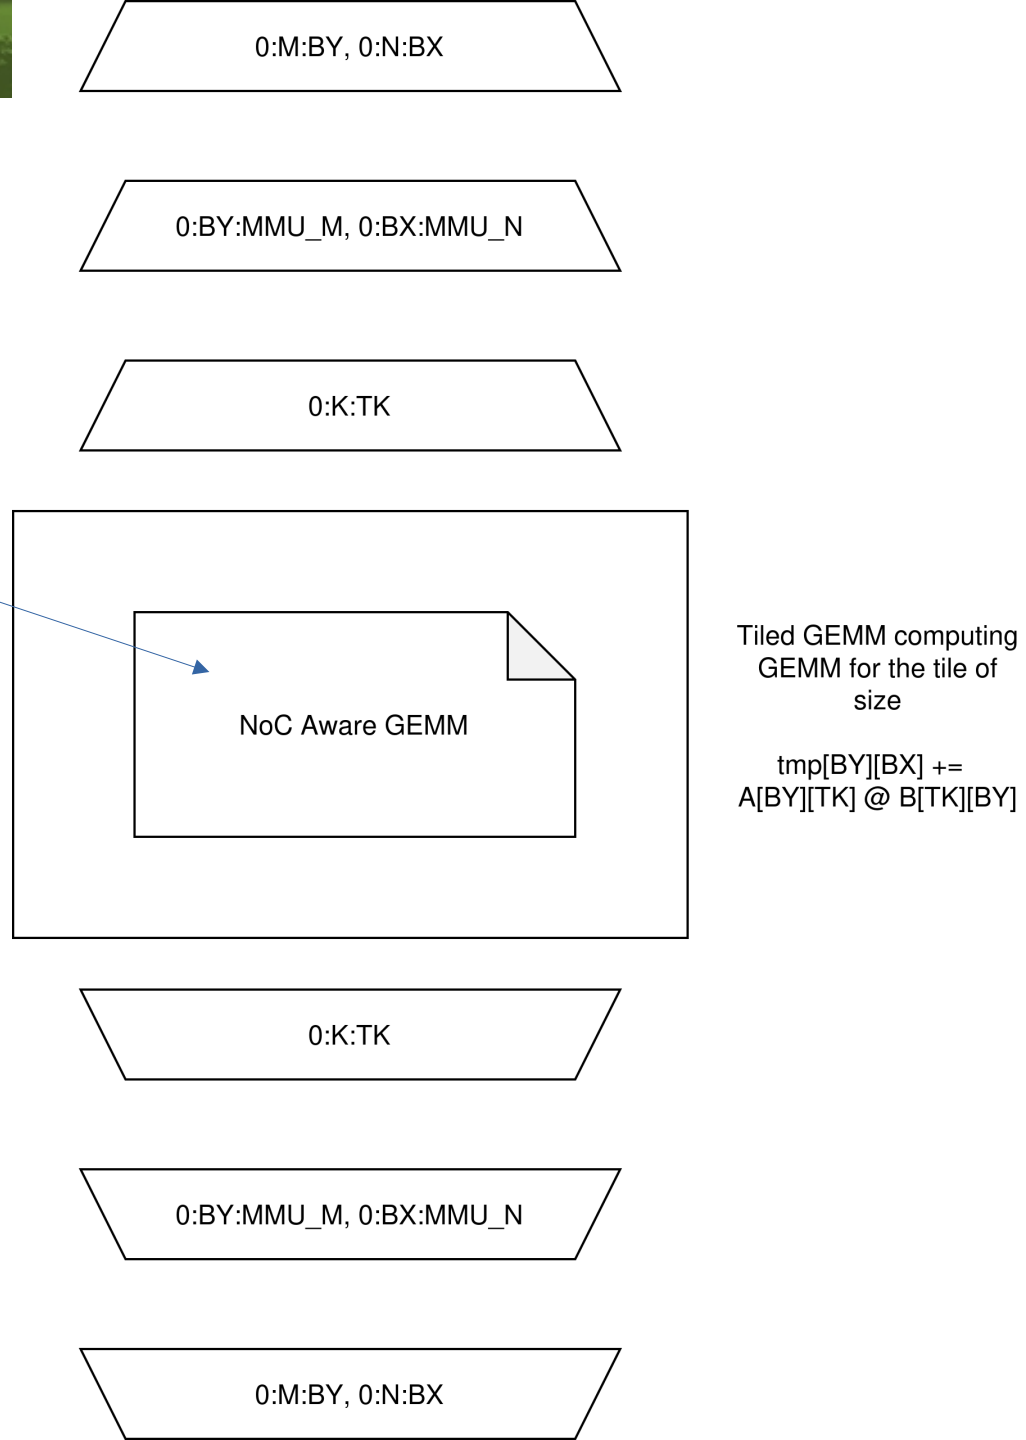 0:M:BY, 0:N:BX
0:BY:MMU_M, 0:BX:MMU_N
0:K:TK
NoC Aware GEMM
Tiled GEMM computing
GEMM for the tile of
size
tmp[BY][BX] +=
A[BY][TK] @ B[TK][BY]
0:K:TK
0:BY:MMU_M, 0:BX:MMU_N
0:M:BY, 0:N:BX